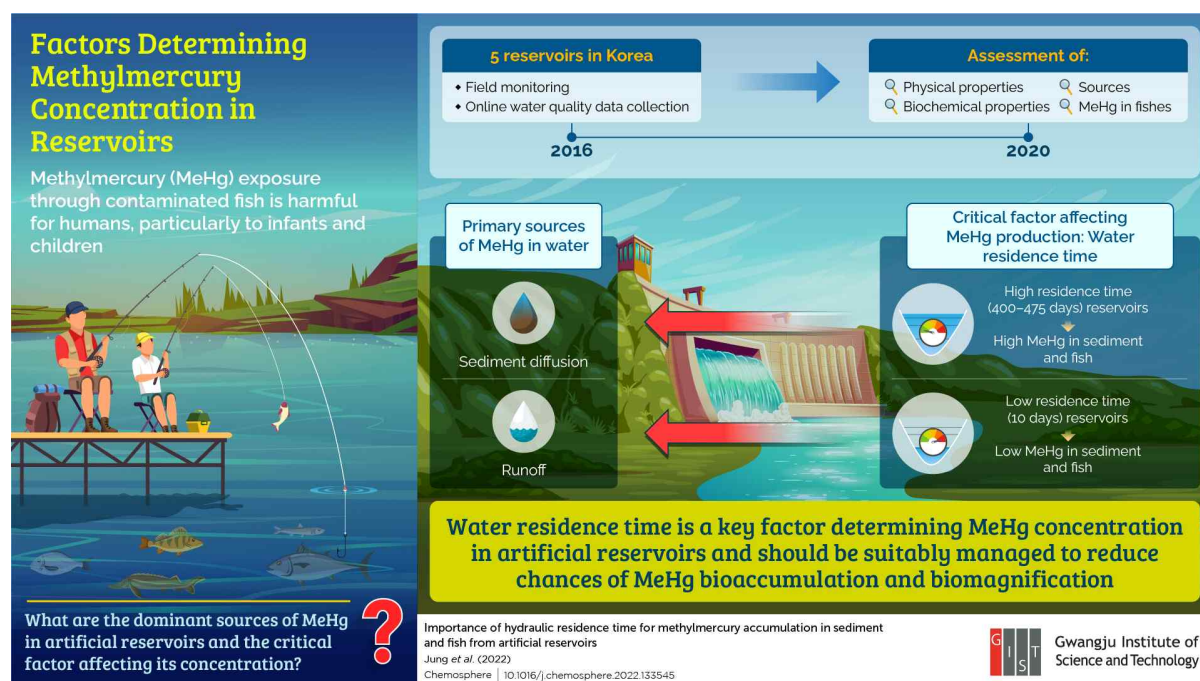 Factors Determining
Methylmercury
Concentration in
Reservoirs
Methylmercury (MeHg) exposure
through contaminated fish is harmful
for humans, particularly to infants and
children
What are the dominant sources of MeHg
in artificial reservoirs and the critical
factor affecting its concentration?
?
5 reservoirs in Korea
• Field monitoring
• Online water quality data collection
Assessment of:
Physical properties
Sources
Biochemical properties
MeHg in fishes
2016
2020
Primary sources
of MeHg in water
Sediment diffusion
Runoff
Critical factor affecting
MeHg production: Water
residence time
High residence time
(400–475 days) reservoirs
High MeHg in sediment
and fish
Low residence time
(10 days) reservoirs
Low MeHg in sediment
and fish
Water residence time is a key factor determining MeHg concentration
in artificial reservoirs and should be suitably managed to reduce
chances of MeHg bioaccumulation and biomagnification
Importance of hydraulic residence time for methylmercury accumulation in sediment
and fish from artificial reservoirs
Jung et al. (2022)
Chemosphere | 10.1016/j.chemosphere.2022.133545
GIST
Gwangju Institute of
Science and Technology